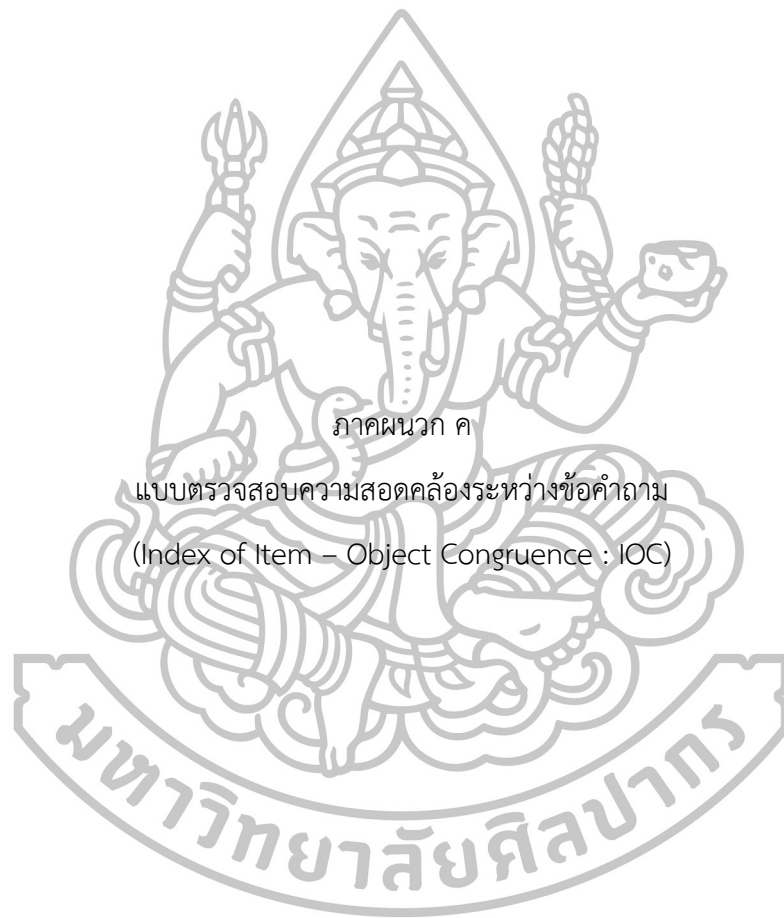 ภาคผนวก ค
แบบตรวจสอบความสอดคล้องระหว่างข้อคำถาม
(Index of Item – Object Congruence : IOC)
มหาวิทยาลัยศิลปากร